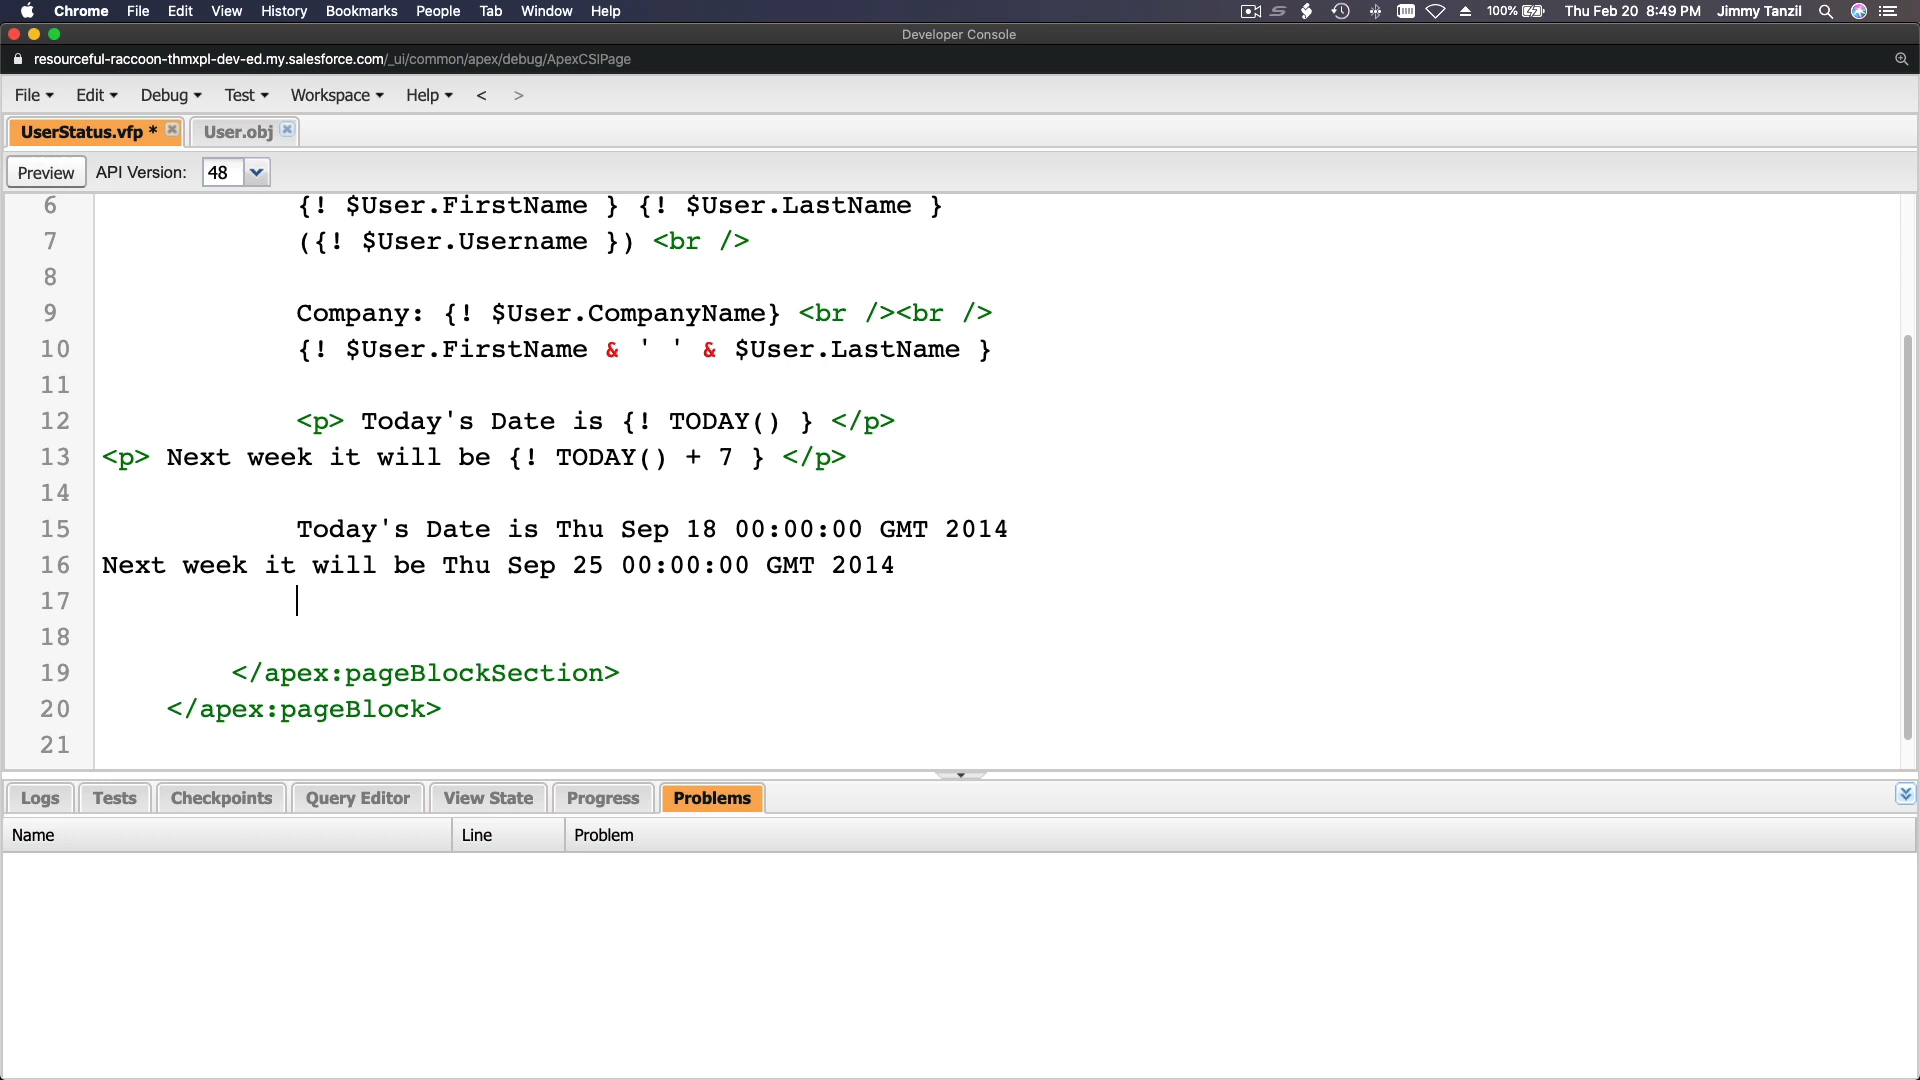 Chrome File Edit View History Bookmarks People Tab Window Help 100% Thu Feb 20 8:49 PM Jimmy Tanzil
Developer Console
resourceful-raccoon-thmxpl-dev-ed.my.salesforce.com/_ui/common/apex/debug/ApexCSIPage
File Edit Debug Test Workspace Help < >
UserStatus.vfp * User.obj
Preview API Version: 48
6 {! $User.FirstName } {! $User.LastName }
7 ({! $User.Username }) <br />
8
9 Company: {! $User.CompanyName} <br /><br />
10 {! $User.FirstName & ' ' & $User.LastName }
11
12 <p> Today's Date is {! TODAY() } </p>
13 <p> Next week it will be {! TODAY() + 7 } </p>
14
15 Today's Date is Thu Sep 18 00:00:00 GMT 2014
16 Next week it will be Thu Sep 25 00:00:00 GMT 2014
17
18
19 </apex:pageBlockSection>
20 </apex:pageBlock>
21
Logs Tests Checkpoints Query Editor View State Progress Problems
Name Line Problem